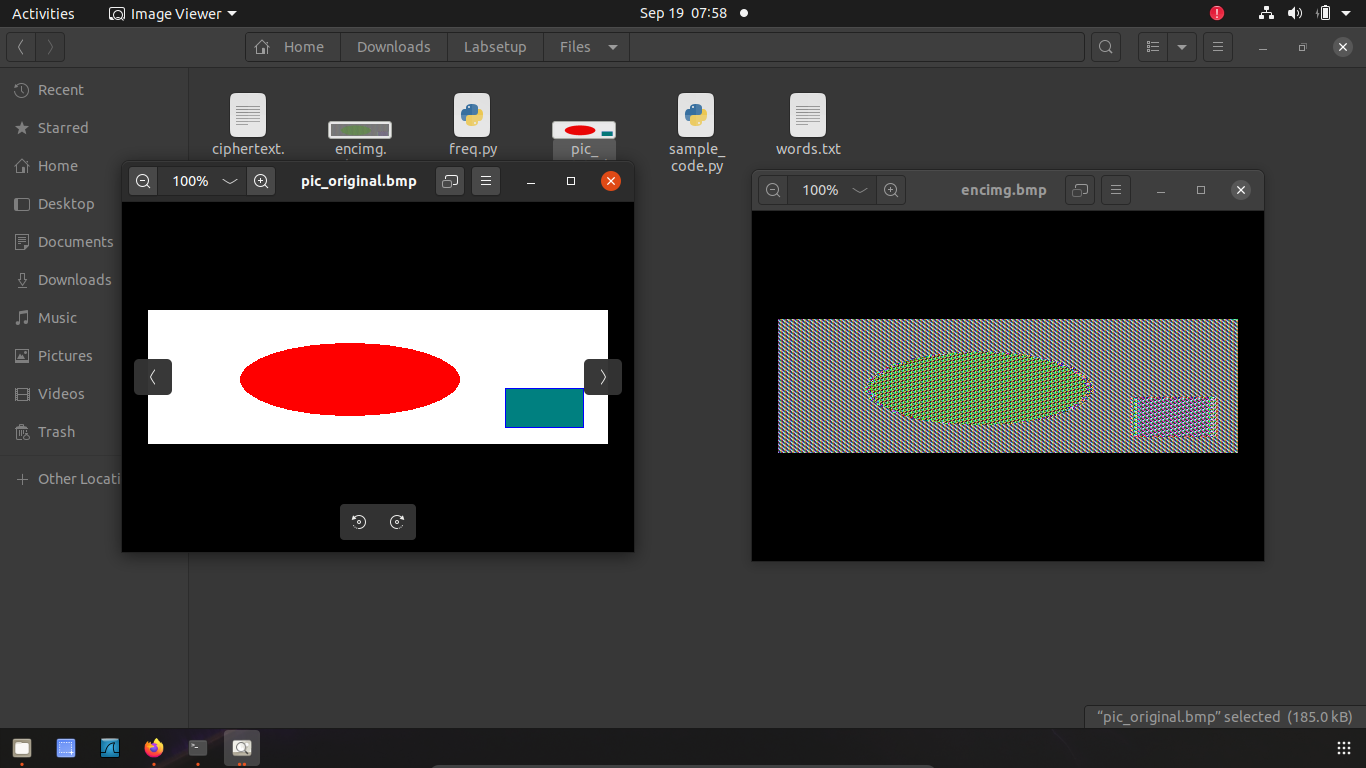 Activities
Image Viewer
Sep 19 07:58
Home
Downloads
Labsetup
Files
Recent
Starred
Home
Desktop
Documents
Downloads
Music
Pictures
Videos
Trash
Other Locati
ciphertext.
encimg.
freq.py
pic_
sample_
code.py
words.txt
100%
pic_original.bmp
100%
encimg.bmp
“pic_original.bmp” selected (185.0 kB)